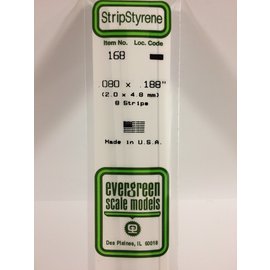 StripStyrene
Item No. Loc. Code
168
.080 x .188"
(2.0 x 4.8 mm)
8 Strips
Made in U.S.A.
evergreen
scale models
Des Plaines, IL 60018